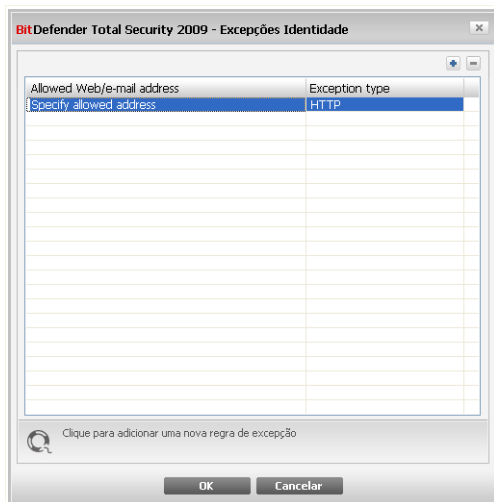 BitDefender Total Security 2009 - Excepções Identidade
Allowed Web/e-mail address Exception type
Specify allowed address HTTP
Clique para adicionar uma nova regra de excepção
OK Cancelar